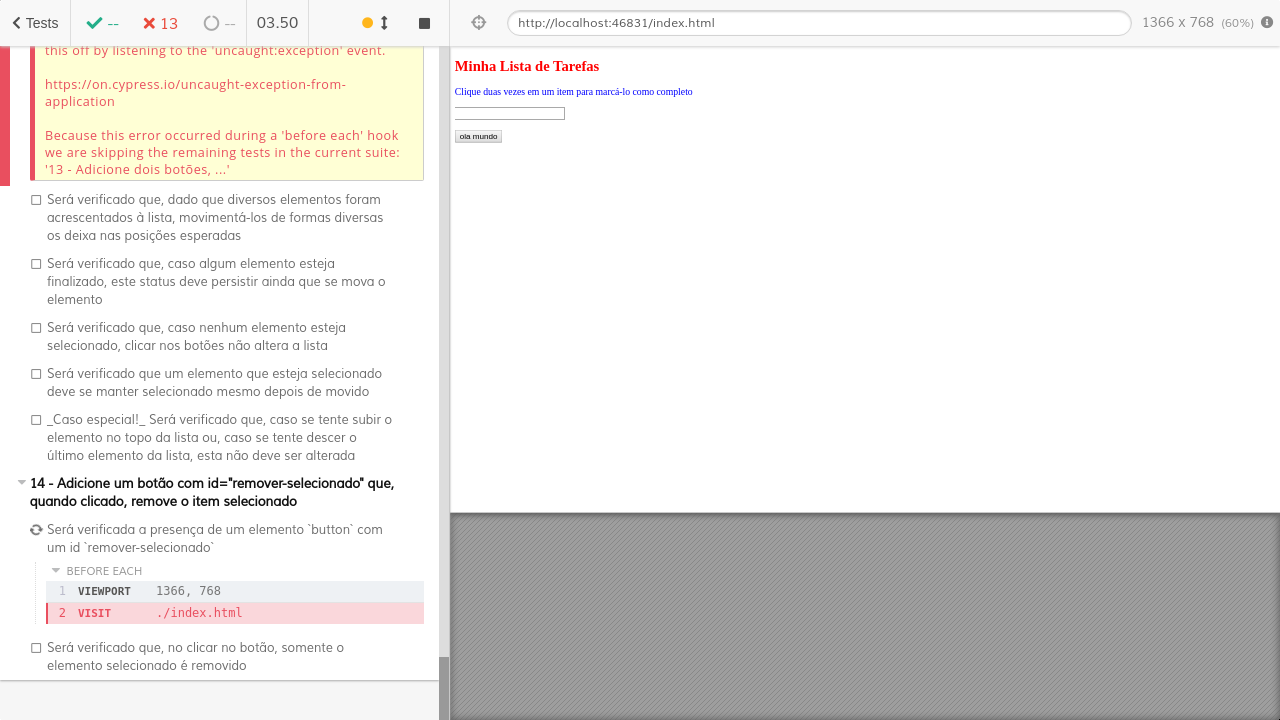 Tests
--
13
--
03.50
http://localhost:46831/index.html
1366 x 768 (60%)
this off by listening to the 'uncaught:exception' event.
https://on.cypress.io/uncaught-exception-from-
application
Because this error occurred during a 'before each' hook
we are skipping the remaining tests in the current suite:
'13 - Adicione dois botões, ...'
Será verificado que, dado que diversos elementos foram
acrescentados à lista, movimentá-los de formas diversas
os deixa nas posições esperadas
Será verificado que, caso algum elemento esteja
finalizado, este status deve persistir ainda que se mova o
elemento
Será verificado que, caso nenhum elemento esteja
selecionado, clicar nos botões não altera a lista
Será verificado que um elemento que esteja selecionado
deve se manter selecionado mesmo depois de movido
_Caso especial!_ Será verificado que, caso se tente subir o
elemento no topo da lista ou, caso se tente descer o
último elemento da lista, esta não deve ser alterada
14 - Adicione um botão com id="remover-selecionado" que,
quando clicado, remove o item selecionado
Será verificada a presença de um elemento `button` com
um id `remover-selecionado`
BEFORE EACH
1 VIEWPORT 1366, 768
2 VISIT ./index.html
Será verificado que, no clicar no botão, somente o
elemento selecionado é removido
Minha Lista de Tarefas
Clique duas vezes em um item para marcá-lo como completo
ola mundo